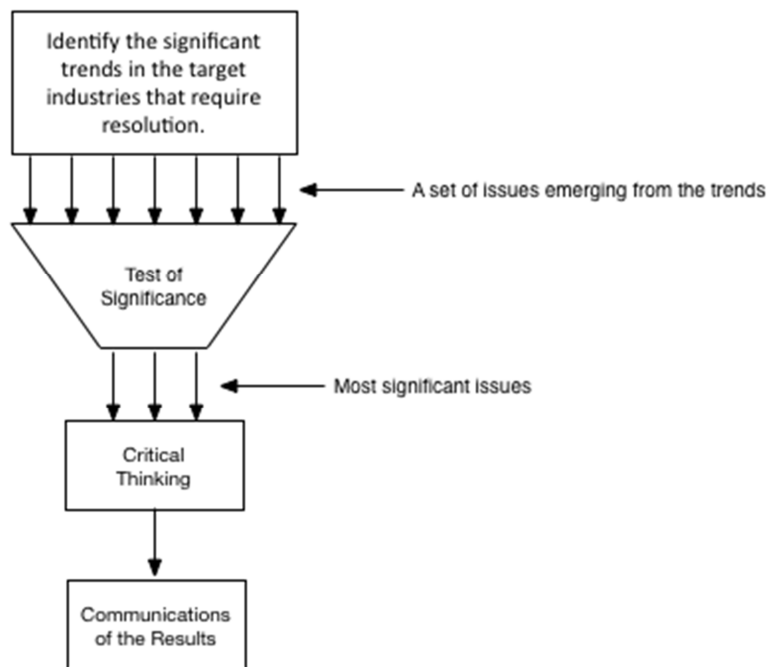 Identify the significant
trends in the target
industries that require
resolution.
A set of issues emerging from the trends
Test of
Significance
Most significant issues
Critical
Thinking
Communications
of the Results